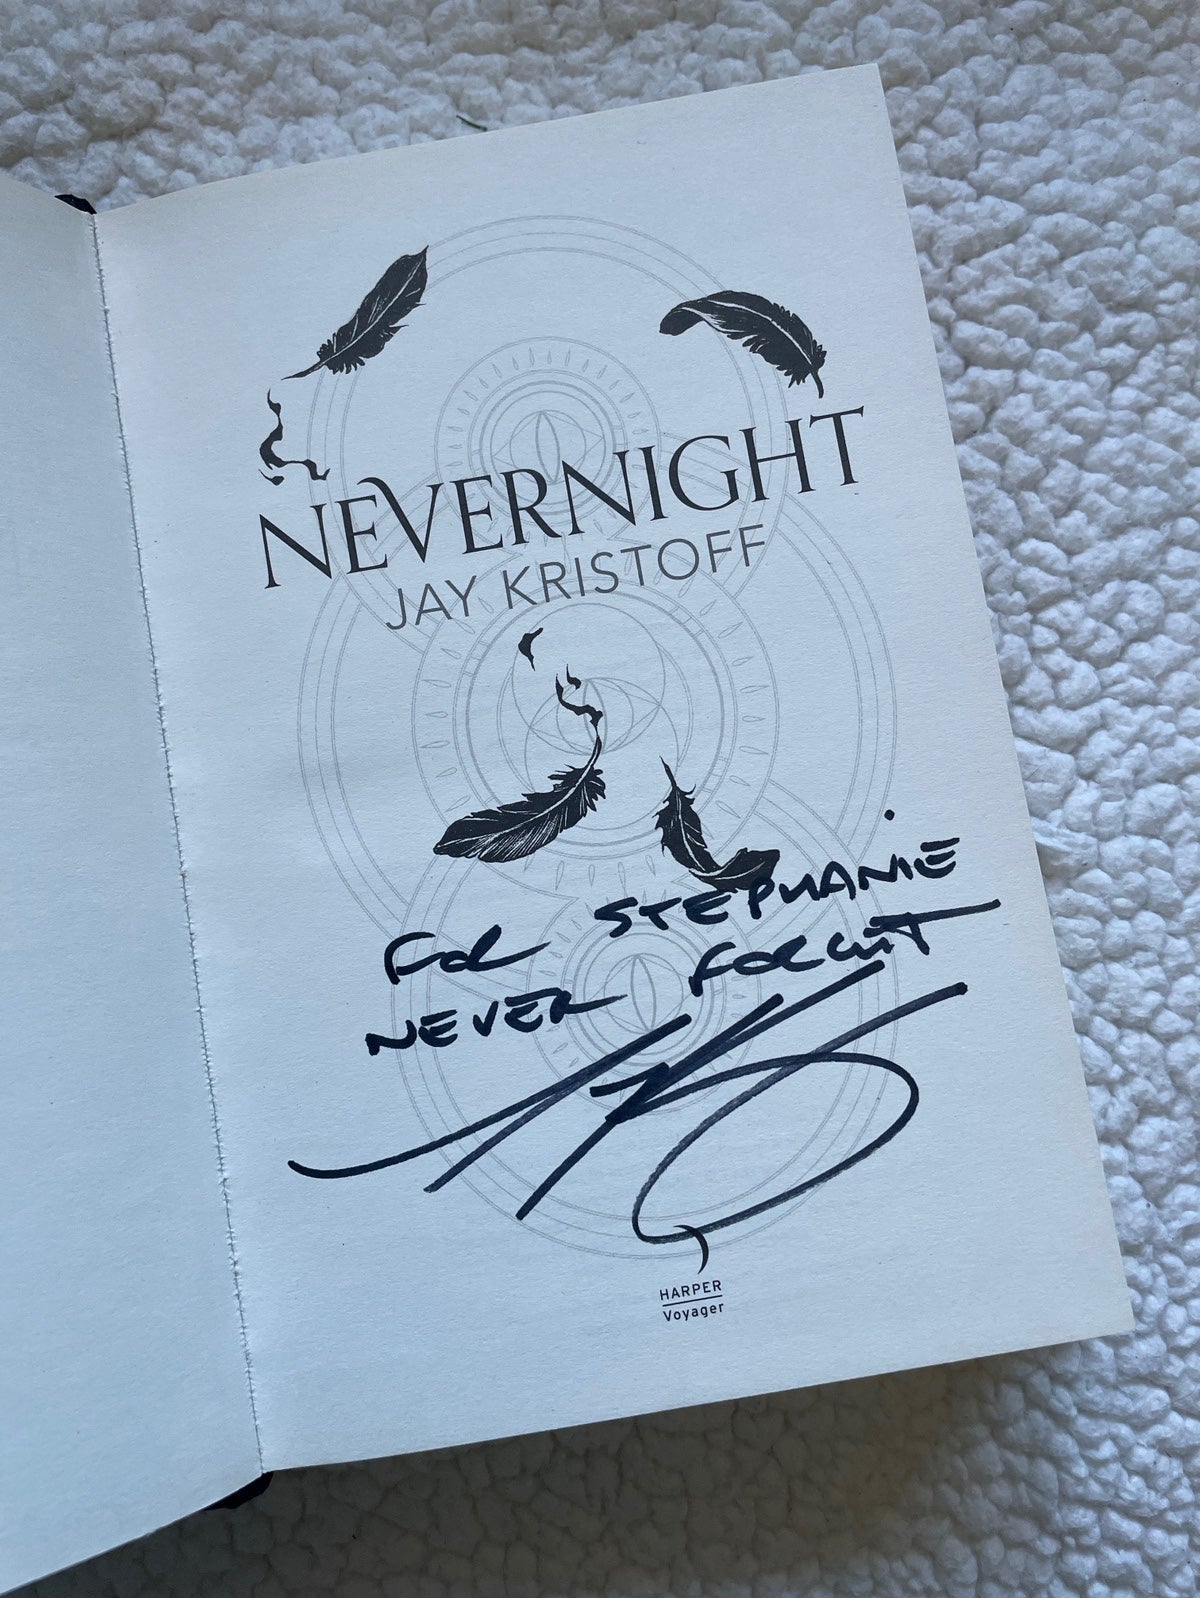 NEVERNIGHT
JAY KRISTOFF
FOR STEPHANIE
NEVER FORGET
HARPER
Voyager